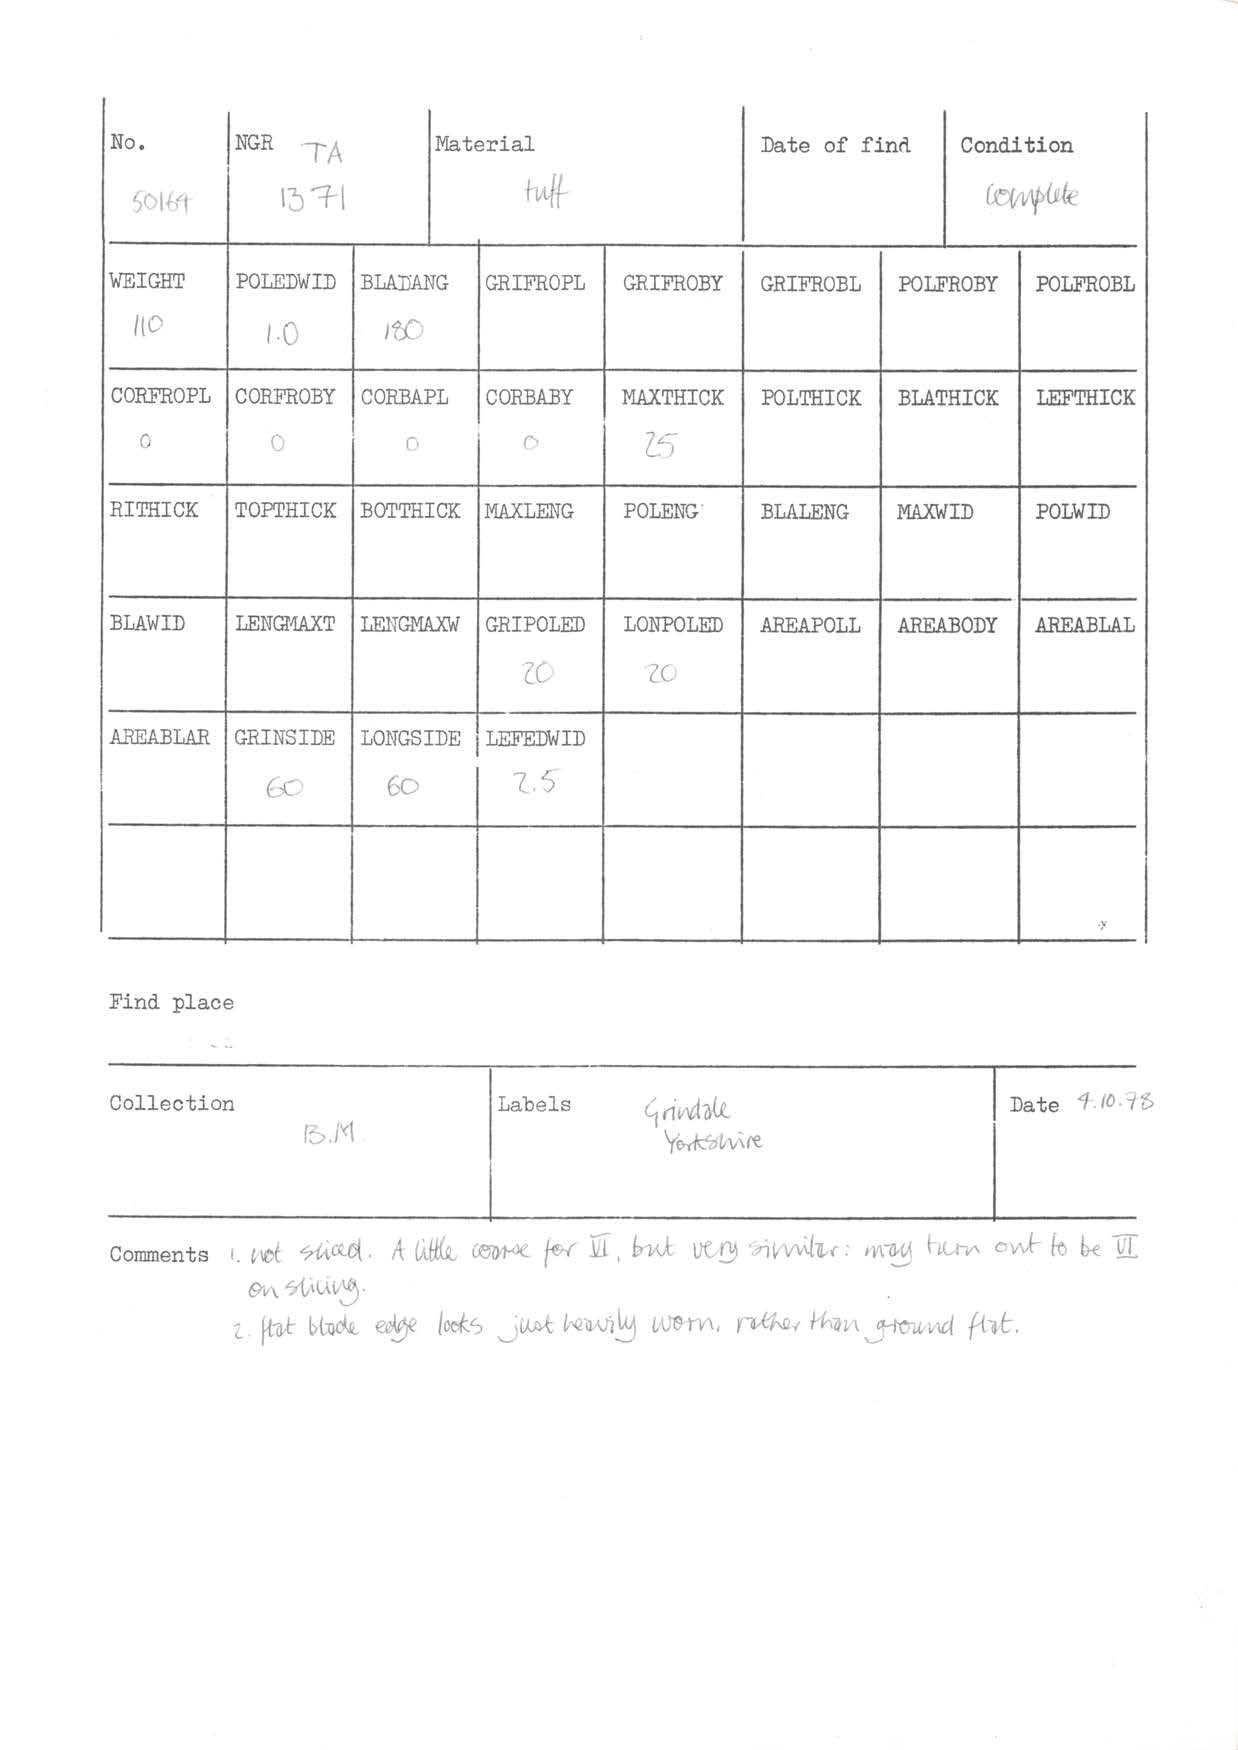 No. NGR TA Material Date of find Condition
50164 1371 tuff complete
WEIGHT POLEDWID BLADANG GRIFROPL GRIFROBY GRIFROBL POLFROBY POLFROBL
110 1.0 180
CORFROPL CORFROBY CORBAPL CORBABY MAXTHICK POLTHICK BLATHICK LEFTHICK
0 0 0 0 25
RITHICK TOPTHICK BOTTHICK MAXLENG POLENG BLALENG MAXWID POLWID
BLAWID LENGMAXT LENGMAXW GRIPOLED LONPOLED AREAPOLL AREABODY AREABLAL
20 20
AREABLAR GRINSIDE LONGSIDE LEFEDWID
60 60 2.5
Find place
Collection Labels Grindale Date 4.10.78
B.M. Yorkshire
Comments 1. not sliced. A little coarse for VI, but very similar: may turn out to be VI
on slicing.
2. flat blade edge looks just heavily worn, rather than ground flat.